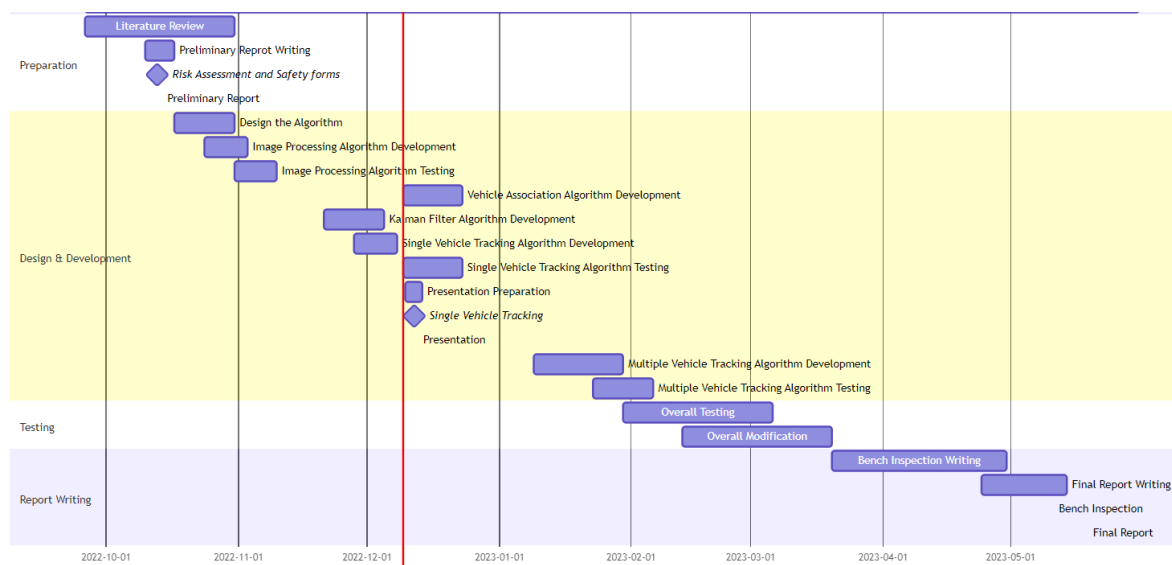 Literature Review
Preliminary Reprot Writing
Preparation
Risk Assessment and Safety forms
Preliminary Report
Design the Algorithm
Image Processing Algorithm Development
Image Processing Algorithm Testing
Vehicle Association Algorithm Development
Kalman Filter Algorithm Development
Single Vehicle Tracking Algorithm Development
Design & Development
Single Vehicle Tracking Algorithm Testing
Presentation Preparation
Single Vehicle Tracking
Presentation
Multiple Vehicle Tracking Algorithm Development
Multiple Vehicle Tracking Algorithm Testing
Overall Testing
Testing
Overall Modification
Bench Inspection Writing
Final Report Writing
Report Writing
Bench Inspection
Final Report
2022-10-01 2022-11-01 2022-12-01 2023-01-01 2023-02-01 2023-03-01 2023-04-01 2023-05-01